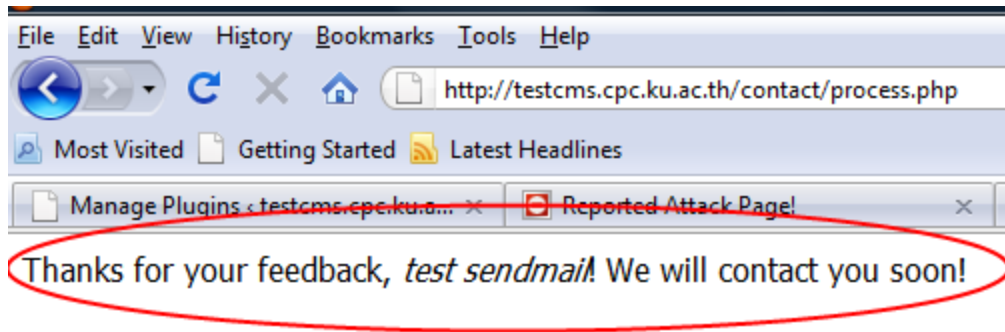 File Edit View History Bookmarks Tools Help
http://testcms.cpc.ku.ac.th/contact/process.php
Most Visited Getting Started Latest Headlines
Manage Plugins ‹ testcms.cpc.ku.a... Reported Attack Page!
Thanks for your feedback, test sendmail! We will contact you soon!